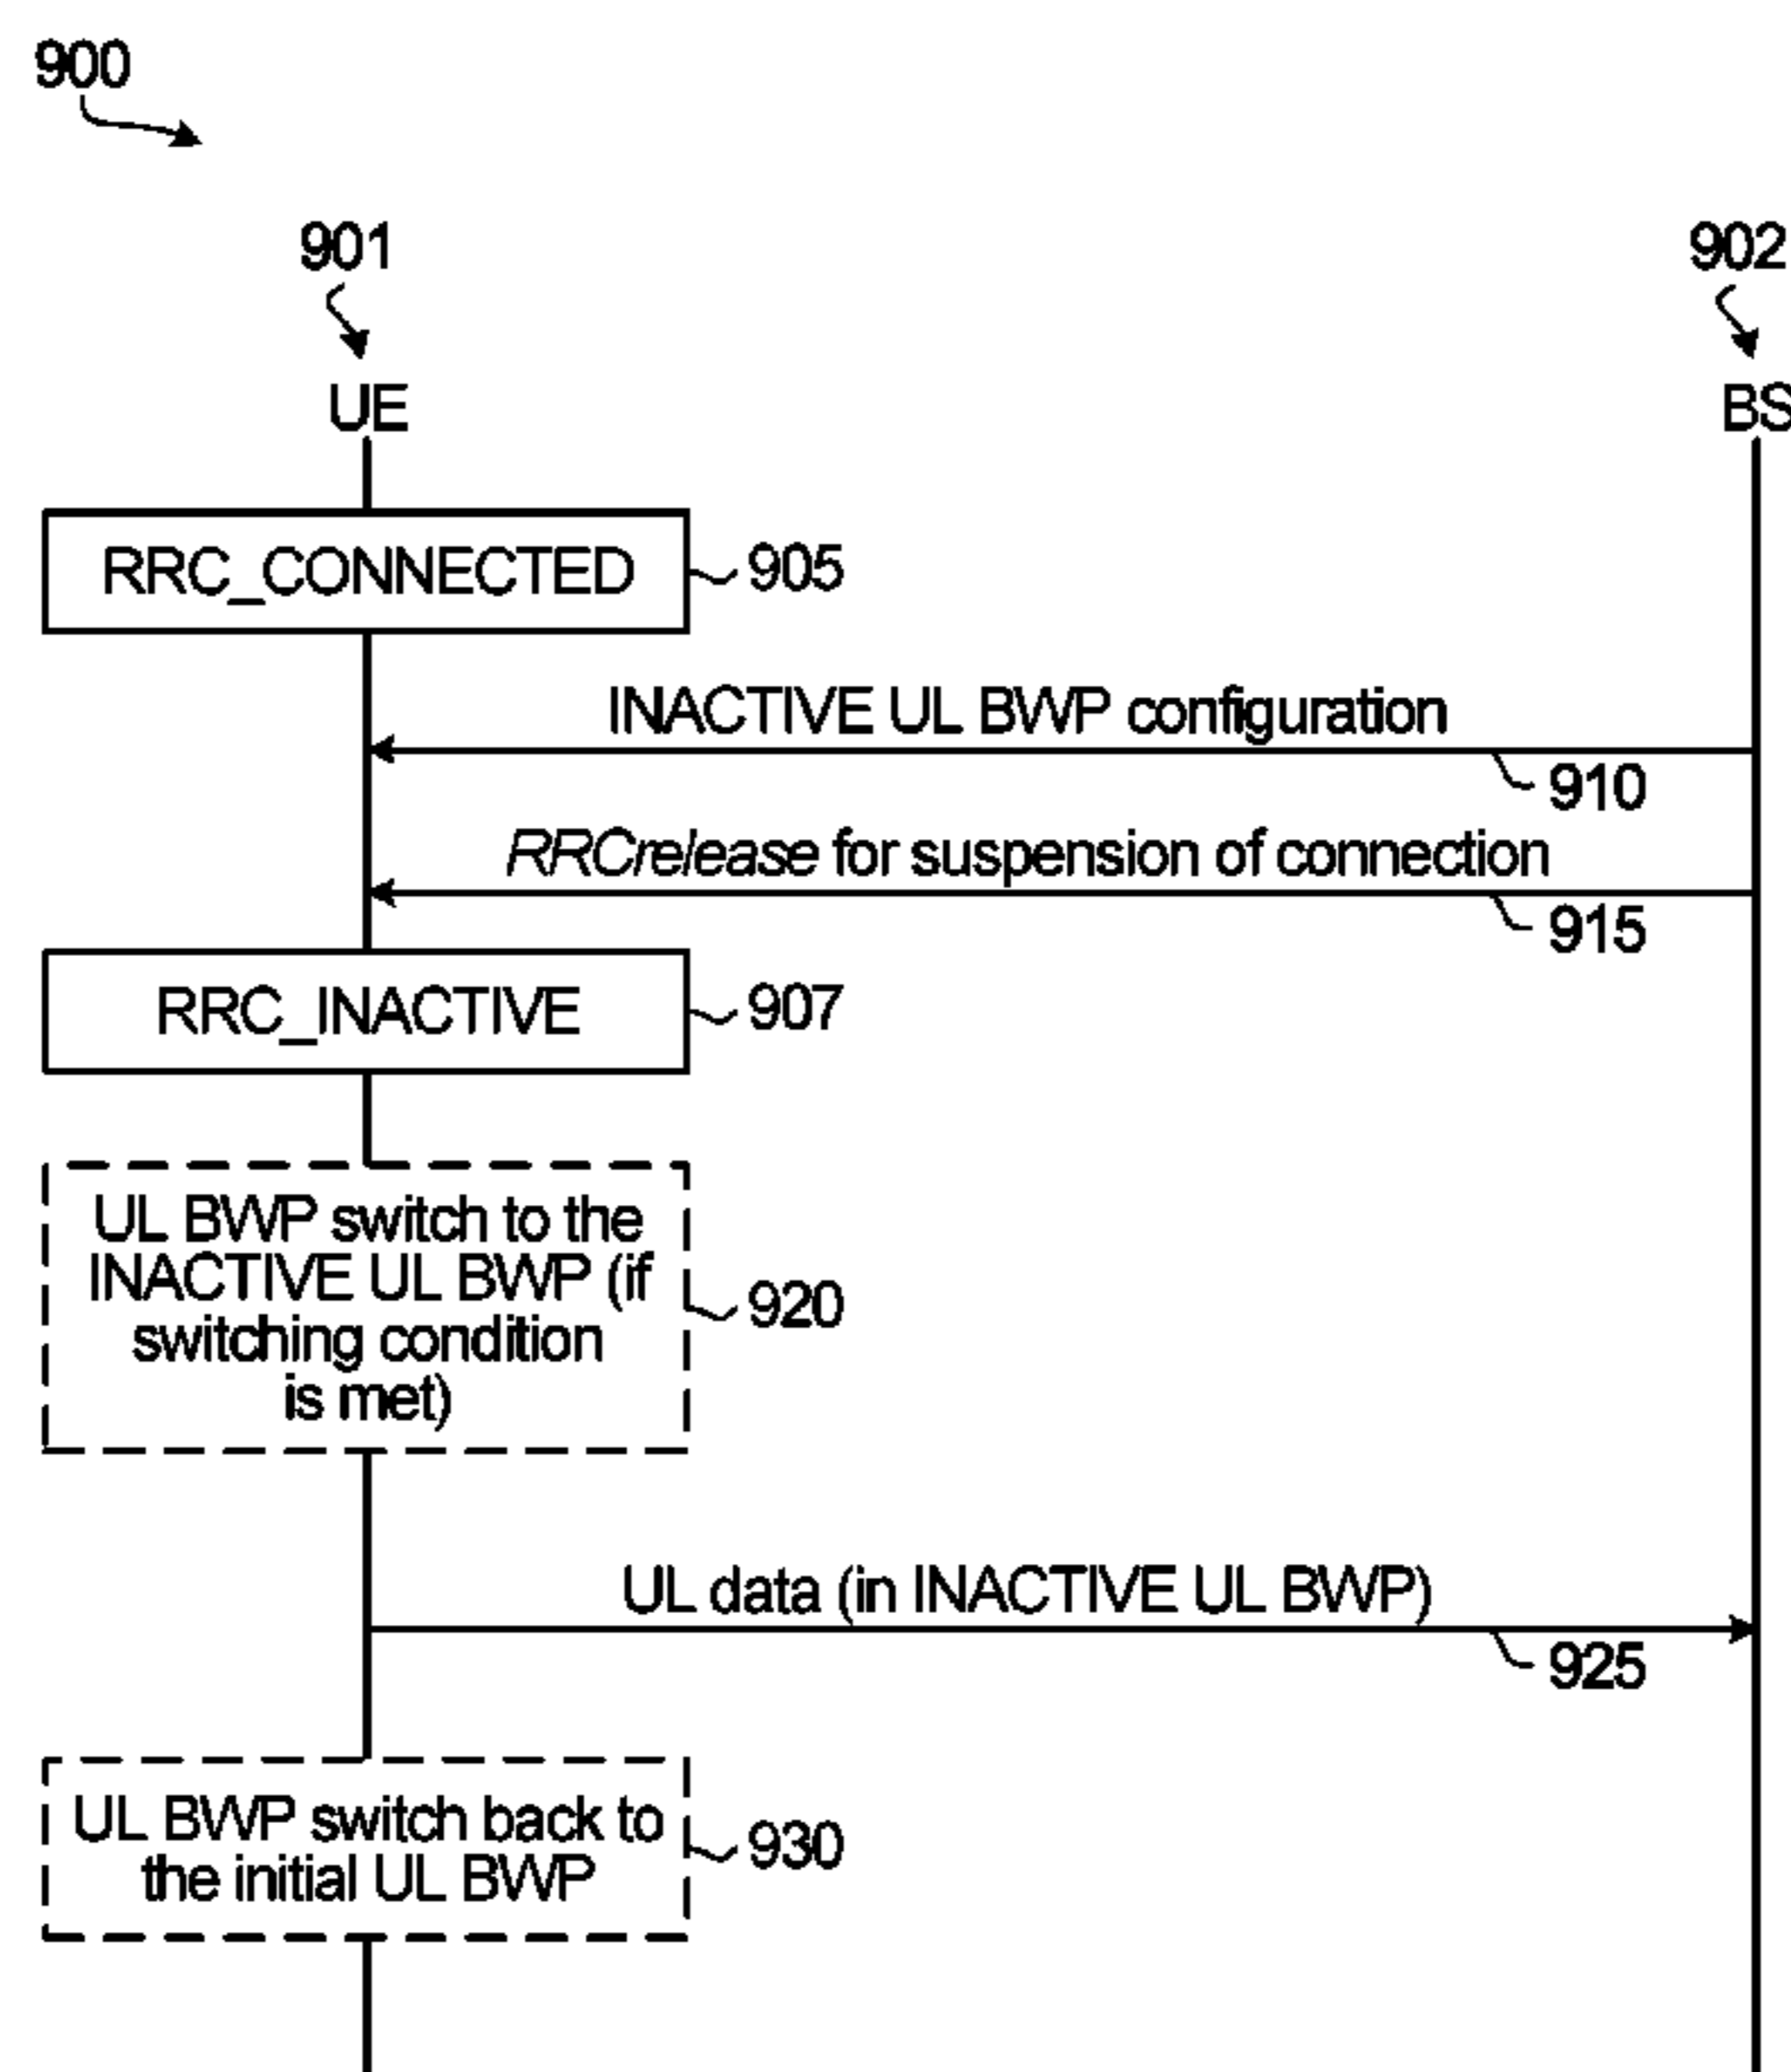 900
901
902
UE
BS
RRC_CONNECTED
905
INACTIVE UL BWP configuration
910
RRCrelease for suspension of connection
915
RRC_INACTIVE
907
UL BWP switch to the
INACTIVE UL BWP (if
switching condition
is met)
920
UL data (in INACTIVE UL BWP)
925
UL BWP switch back to
the initial UL BWP
930